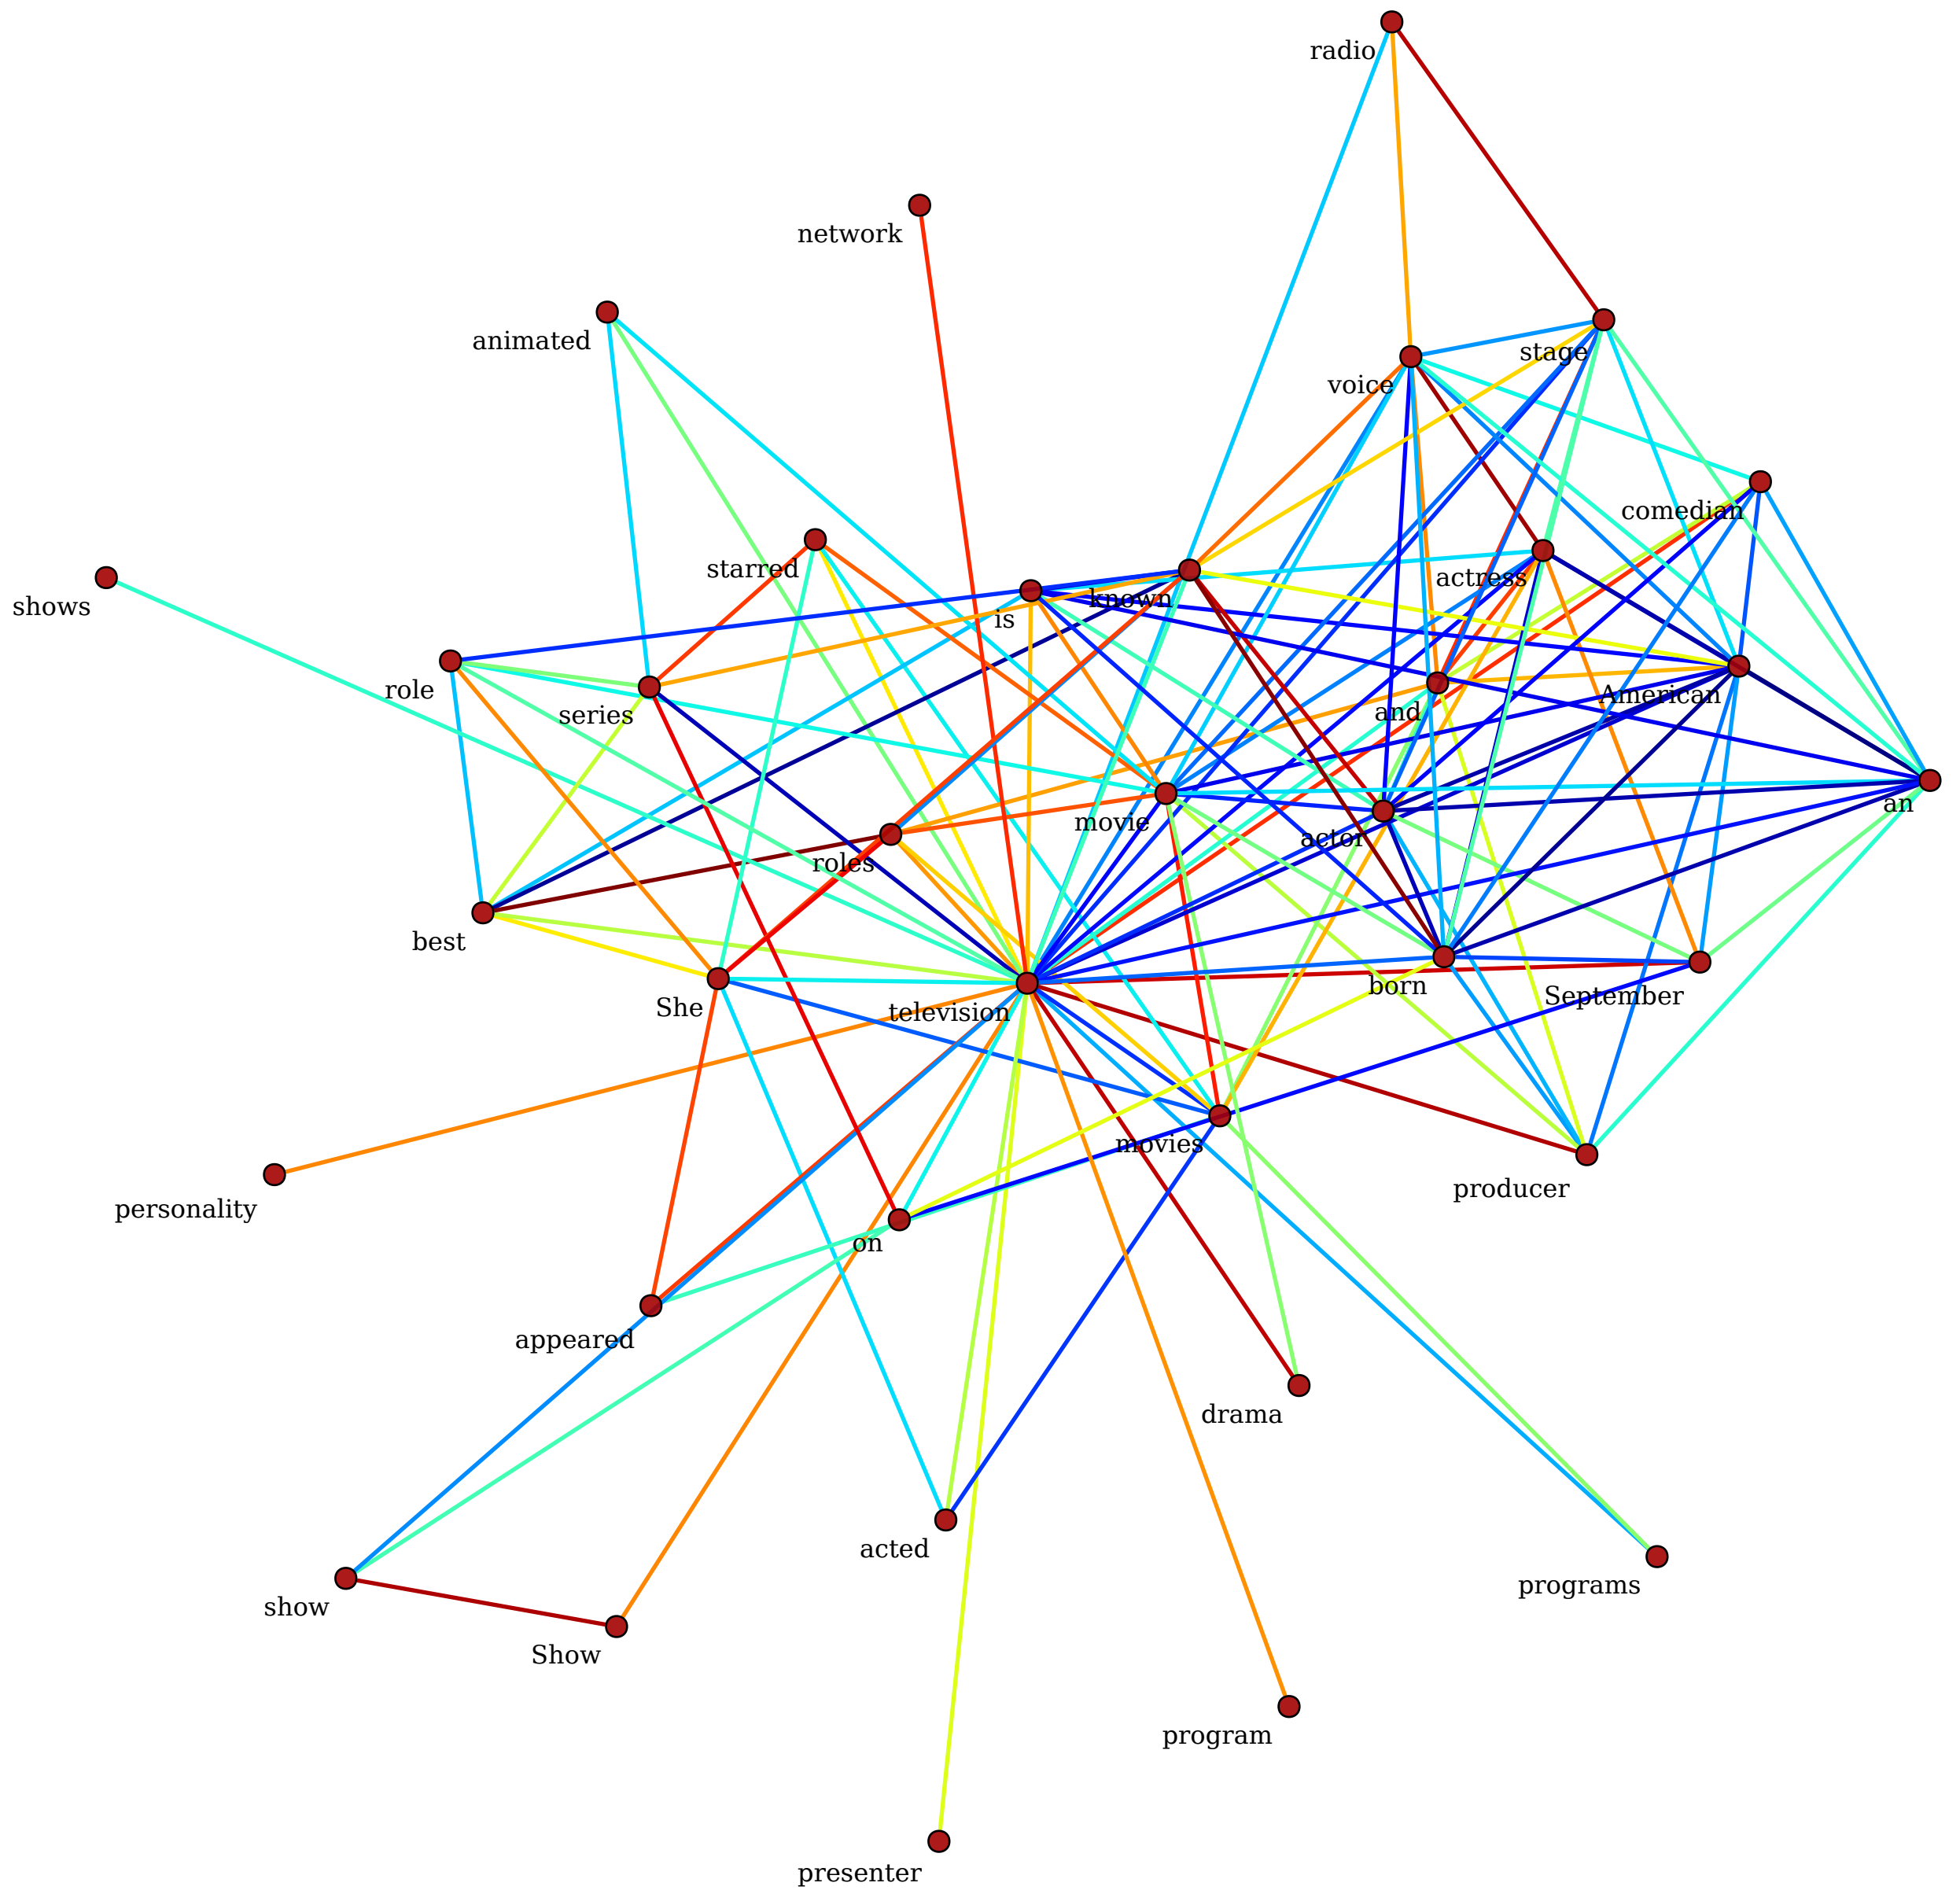 radio
network
animated
stage
voice
comedian
starred
actress
known
shows
is
role
American
series
and
an
movie
actor
roles
best
born
September
She
television
movies
producer
personality
on
appeared
drama
acted
programs
show
Show
program
presenter